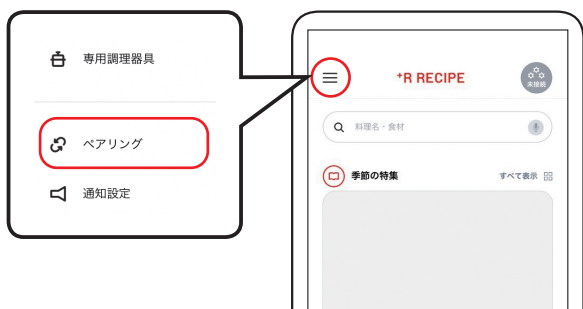 専用調理器具
ペアリング
通知設定
+R RECIPE
未接続
料理名・食材
季節の特集
すべて表示